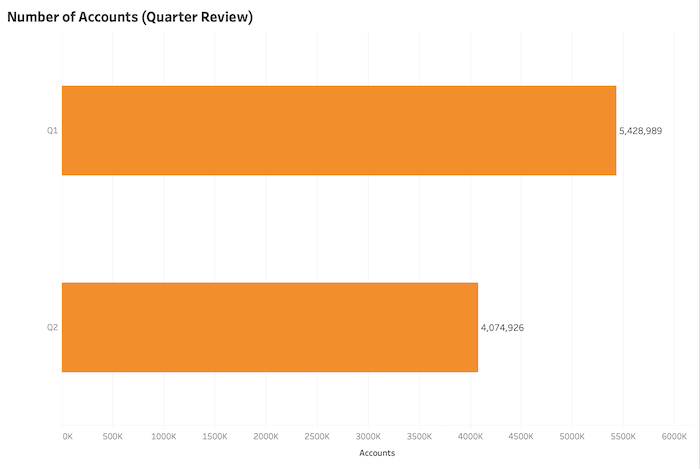 Number of Accounts (Quarter Review)
Q1
5,428,989
Q2
4,074,926
0K 500K 1000K 1500K 2000K 2500K 3000K 3500K 4000K 4500K 5000K 5500K 6000K
Accounts